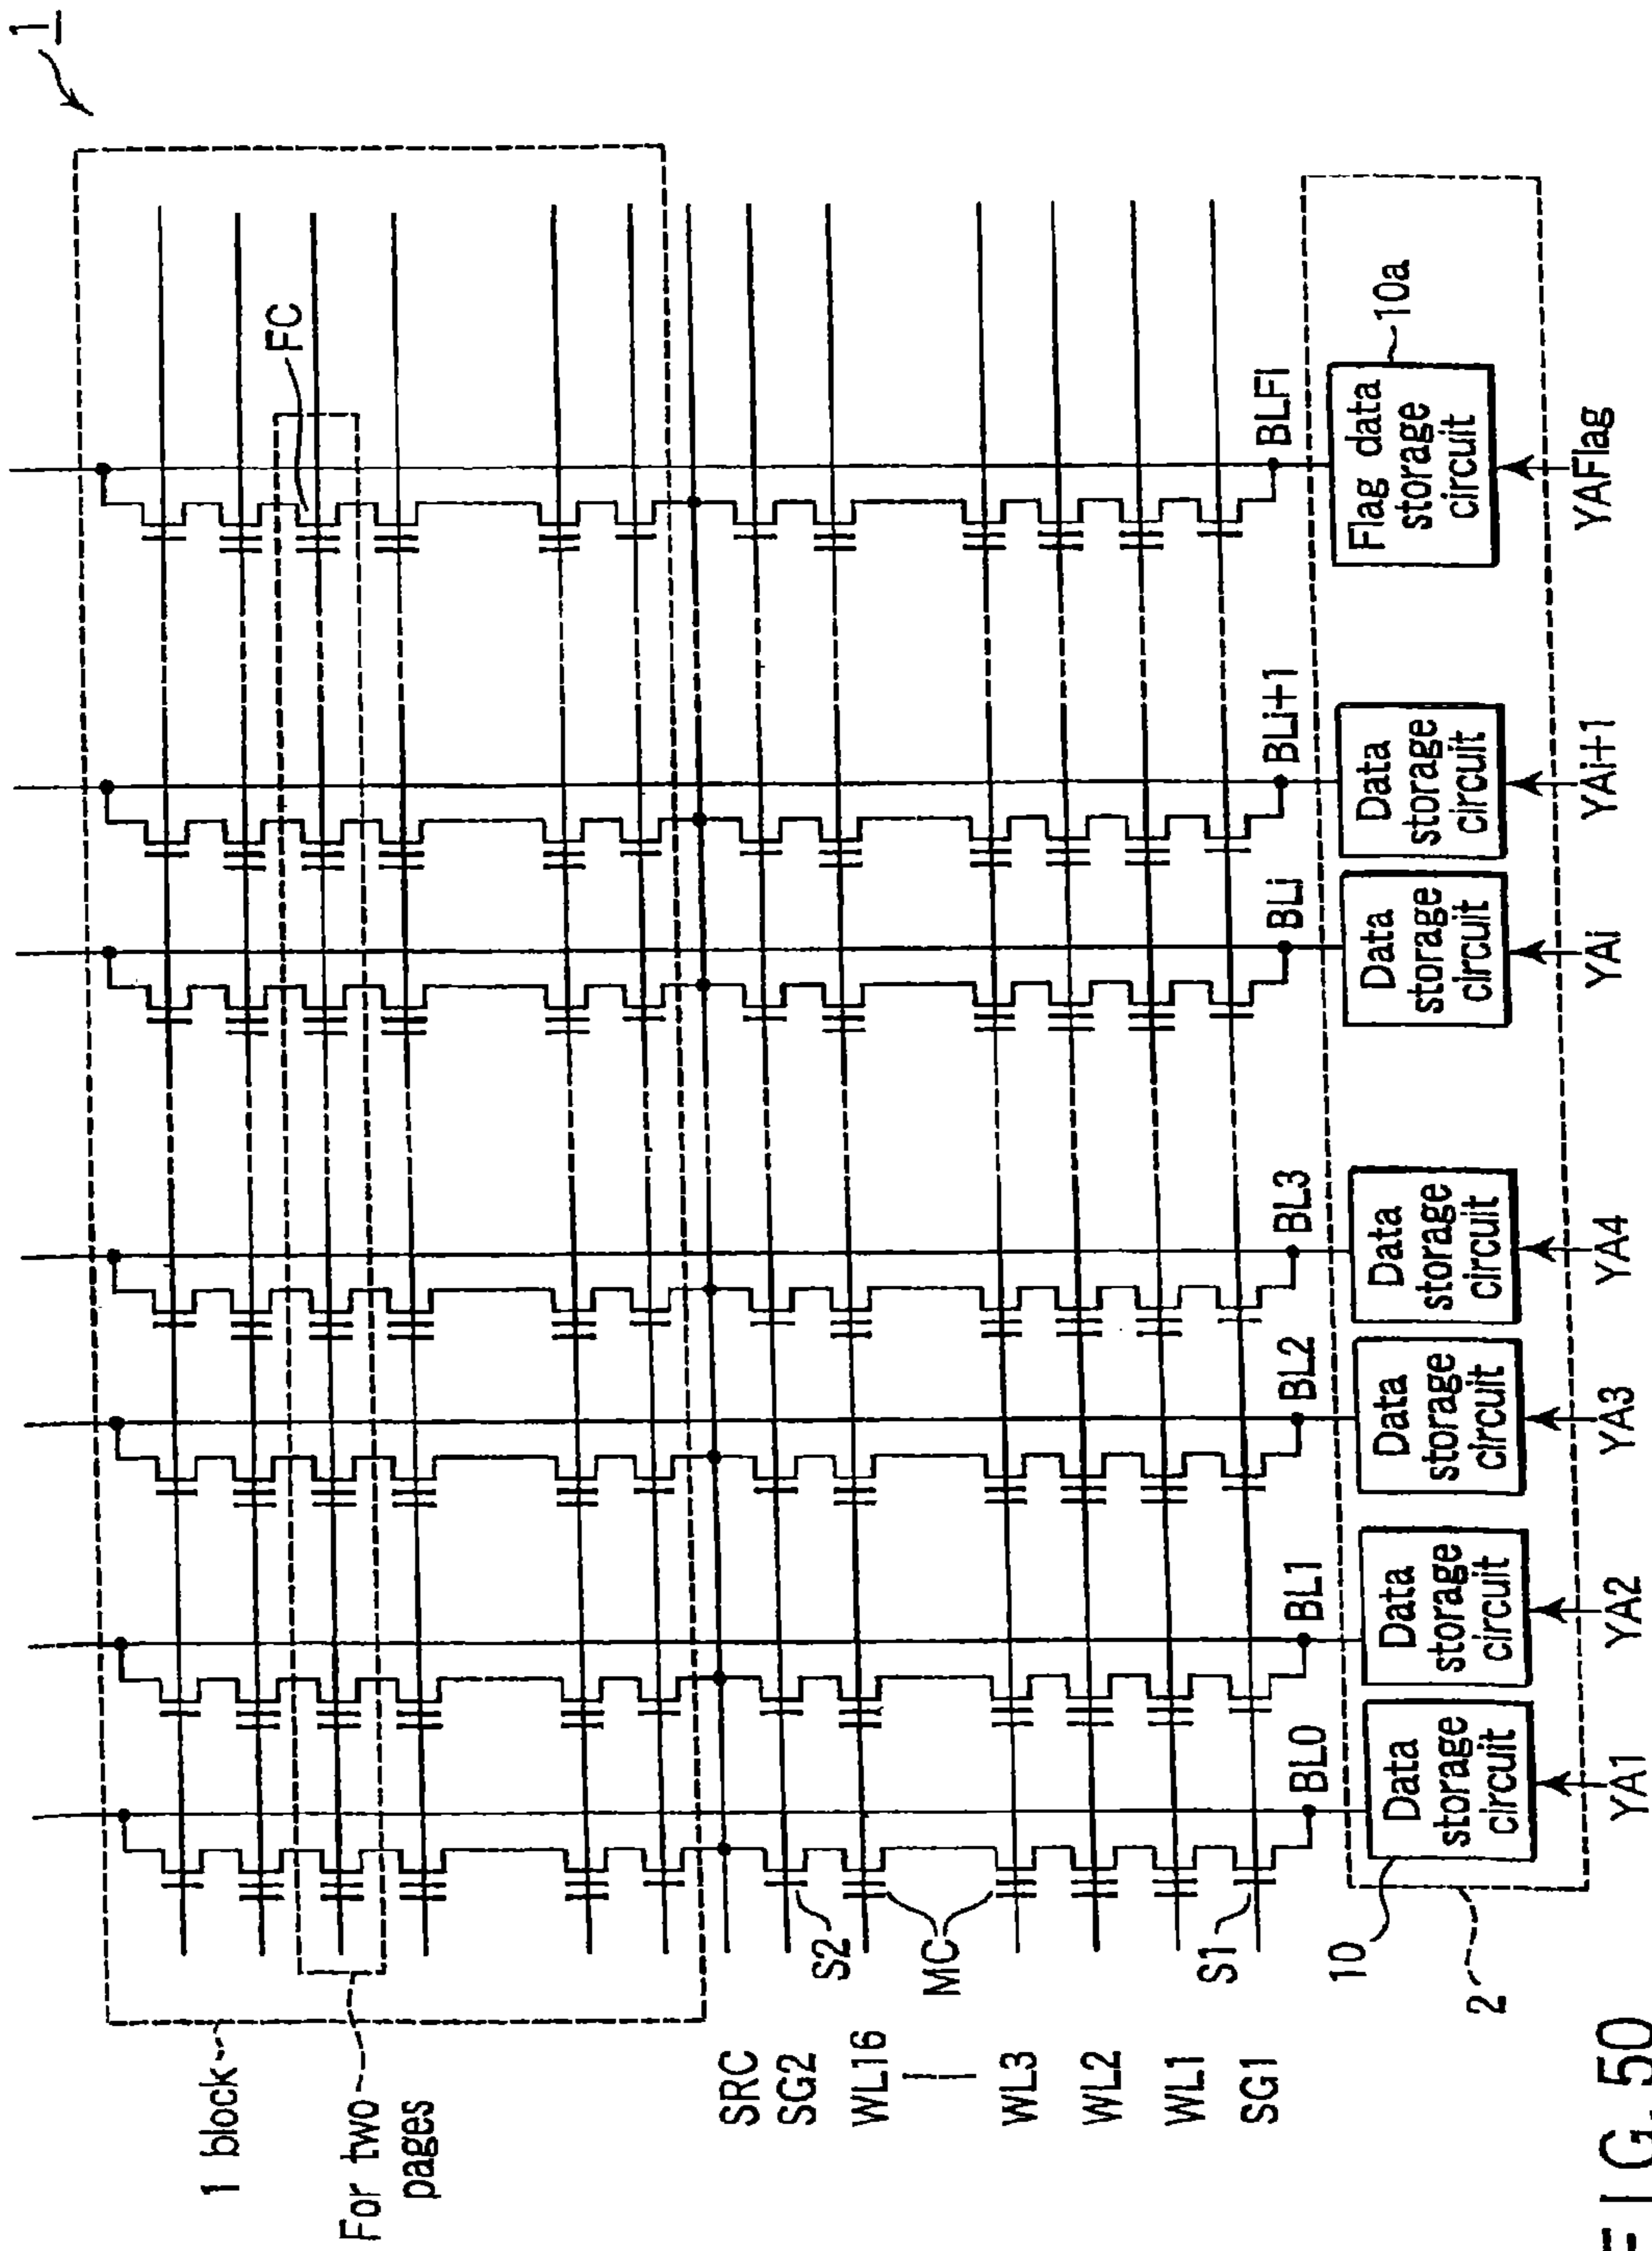 1
1 block
For two
pages
FC
SRC
SG2
WL16
WL3
WL2
WL1
SG1
S2
MC
S1
BL0
BL1
BL2
BL3
BLi
BLi+1
BLFi
10
2
Data
storage
circuit
Data
storage
circuit
Data
storage
circuit
Data
storage
circuit
Data
storage
circuit
Data
storage
circuit
Flag data
storage
circuit
10a
YA1
YA2
YA3
YA4
YAi
YAi+1
YAFlag
FIG. 50